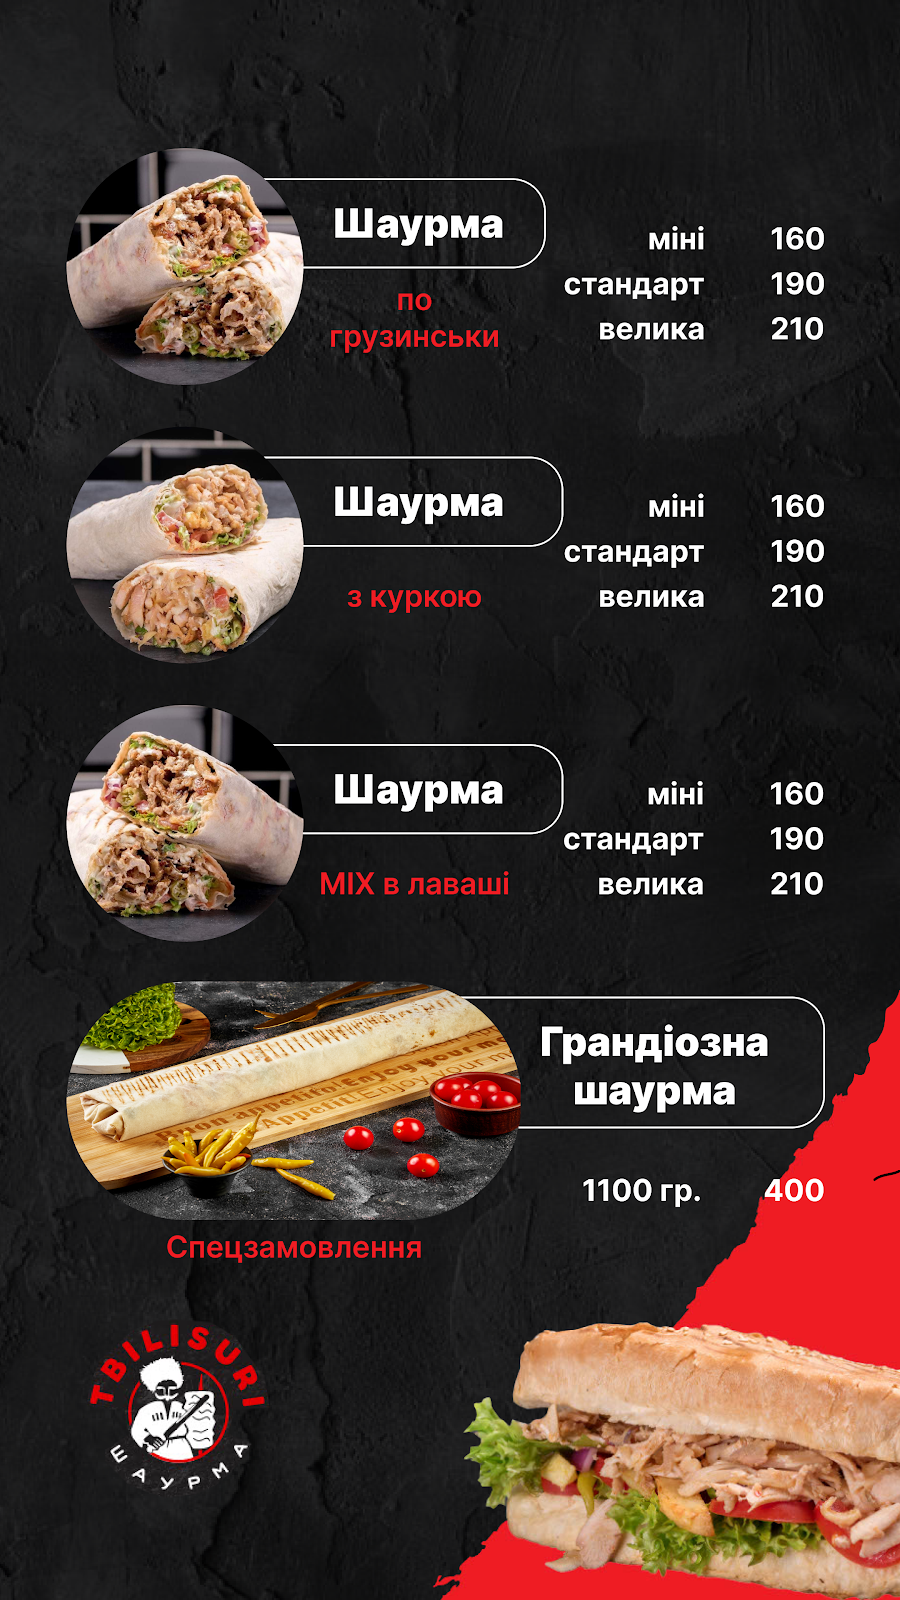 Шаурма
по
грузинськи
міні 160
стандарт 190
велика 210
Шаурма
з куркою
міні 160
стандарт 190
велика 210
Шаурма
МІХ в лаваші
міні 160
стандарт 190
велика 210
Грандіозна
шаурма
1100 гр. 400
Спецзамовлення
TBILISURI
ШАУРМА